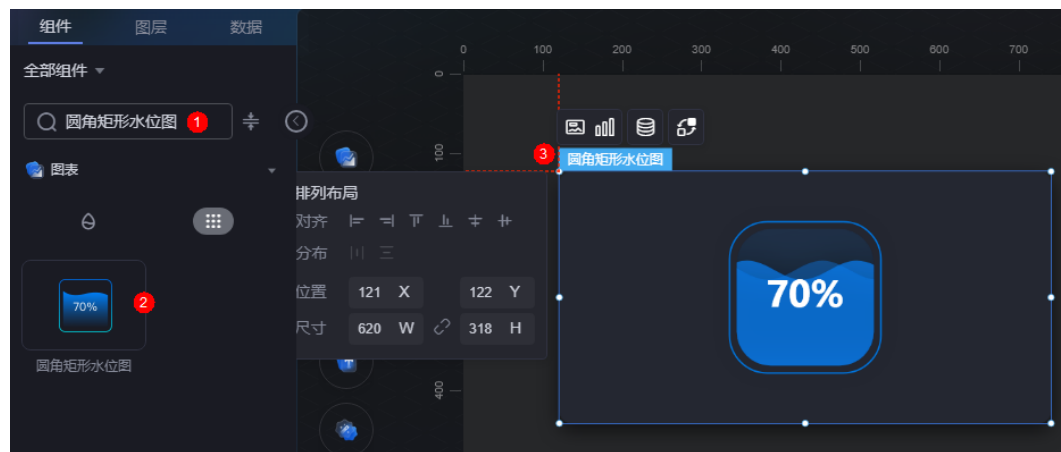 组件 图层 数据
全部组件
圆角矩形水位图 1
图表
70%
2
圆角矩形水位图
排列布局
对齐
分布
位置 121 X 122 Y
尺寸 620 W 318 H
0 100 200 300 400 500 600 700
0
100
400
3 圆角矩形水位图
70%
T